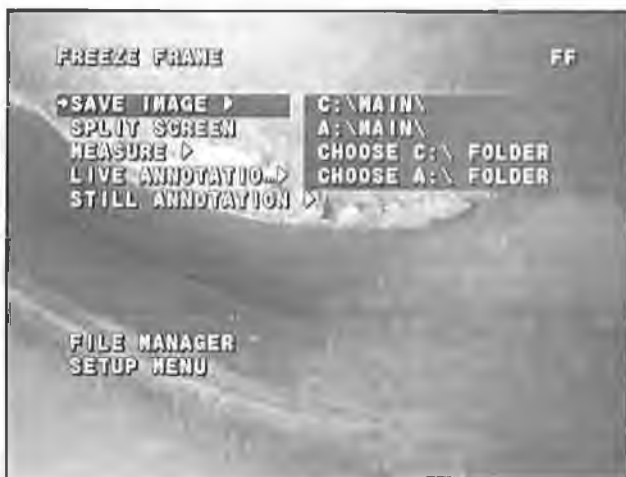 FREEZE FRAME FF
SAVE IMAGE ▷ C:\MAIN\
SPLIT SCREEN A:\MAIN\
MEASURE ▷ CHOOSE C:\ FOLDER
LIVE ANNOTATIO…▷ CHOOSE A:\ FOLDER
STILL ANNOTATION ▷
FILE MANAGER
SETUP MENU